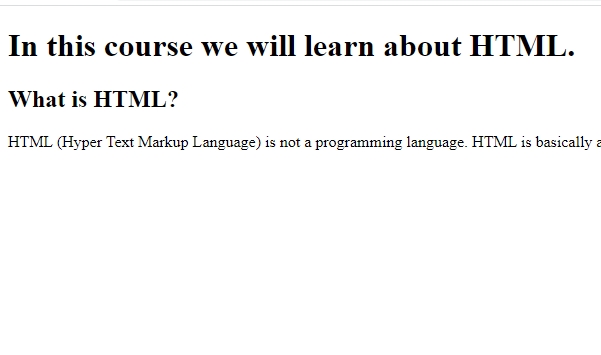 In this course we will learn about HTML.
What is HTML?
HTML (Hyper Text Markup Language) is not a programming language. HTML is basically